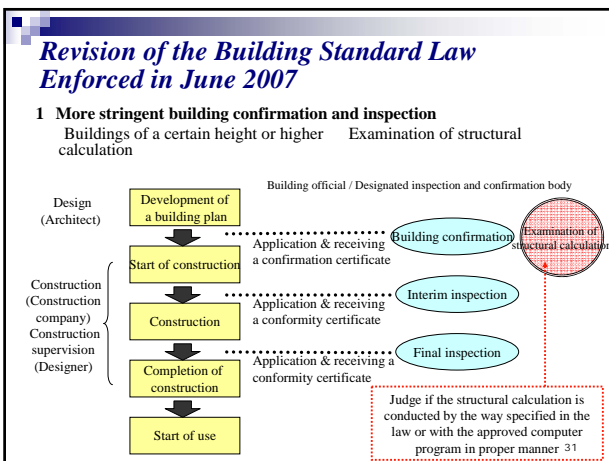 Revision of the Building Standard Law
Enforced in June 2007
1 More stringent building confirmation and inspection
Buildings of a certain height or higher Examination of structural
calculation
Building official / Designated inspection and confirmation body
Design
(Architect)
Development of
a building plan
Application & receiving
a confirmation certificate
Building confirmation
Examination of
structural calculation
Start of construction
Construction
(Construction
company)
Construction
supervision
(Designer)
Application & receiving
a conformity certificate
Interim inspection
Construction
Application & receiving a
conformity certificate
Final inspection
Completion of
construction
Start of use
Judge if the structural calculation is
conducted by the way specified in the
law or with the approved computer
program in proper manner
31